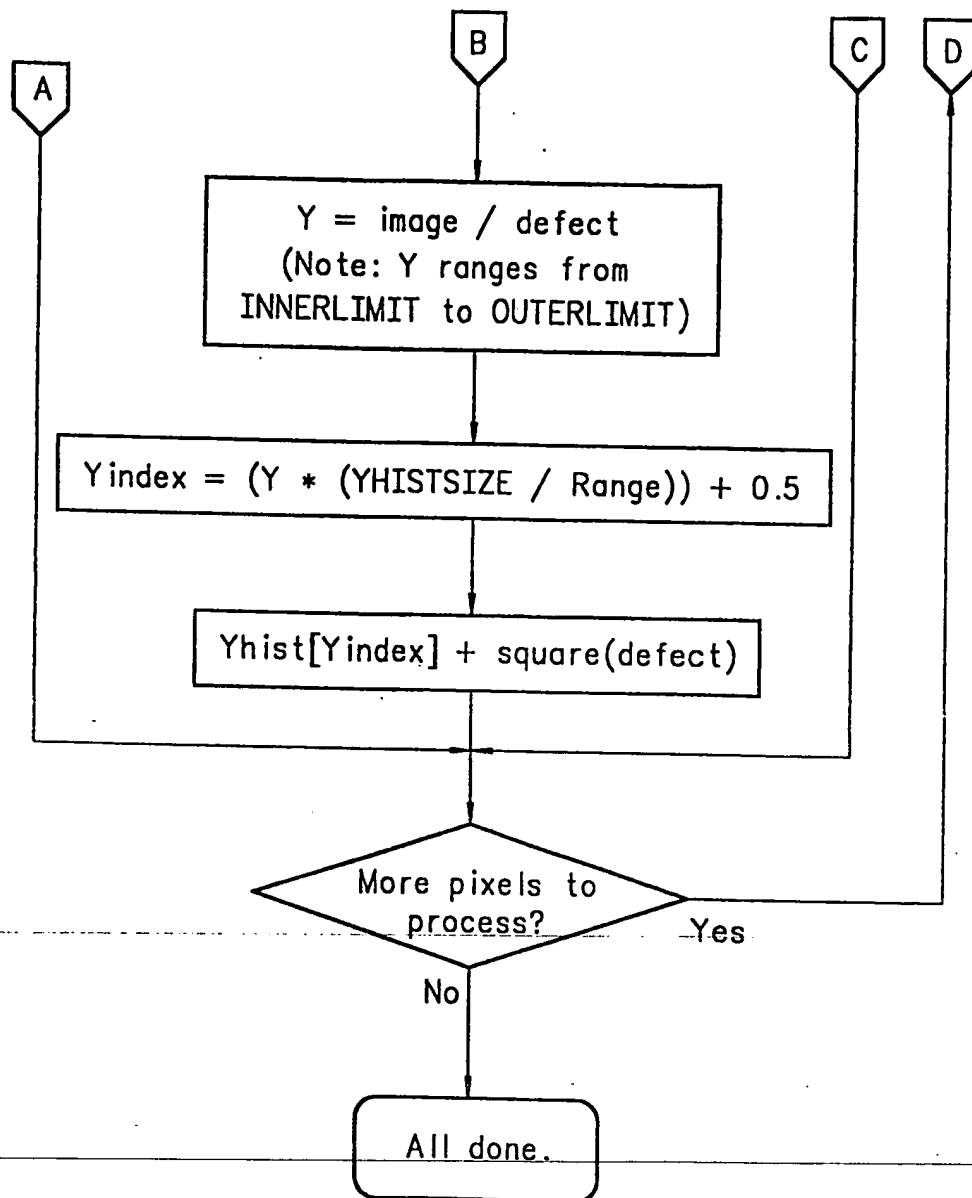 A
B
C
D
Y = image / defect
(Note: Y ranges from
INNERLIMIT to OUTERLIMIT)
Yindex = (Y * (YHISTSIZE / Range)) + 0.5
Yhist[Yindex] + square(defect)
More pixels to
process?
Yes
No
All done.